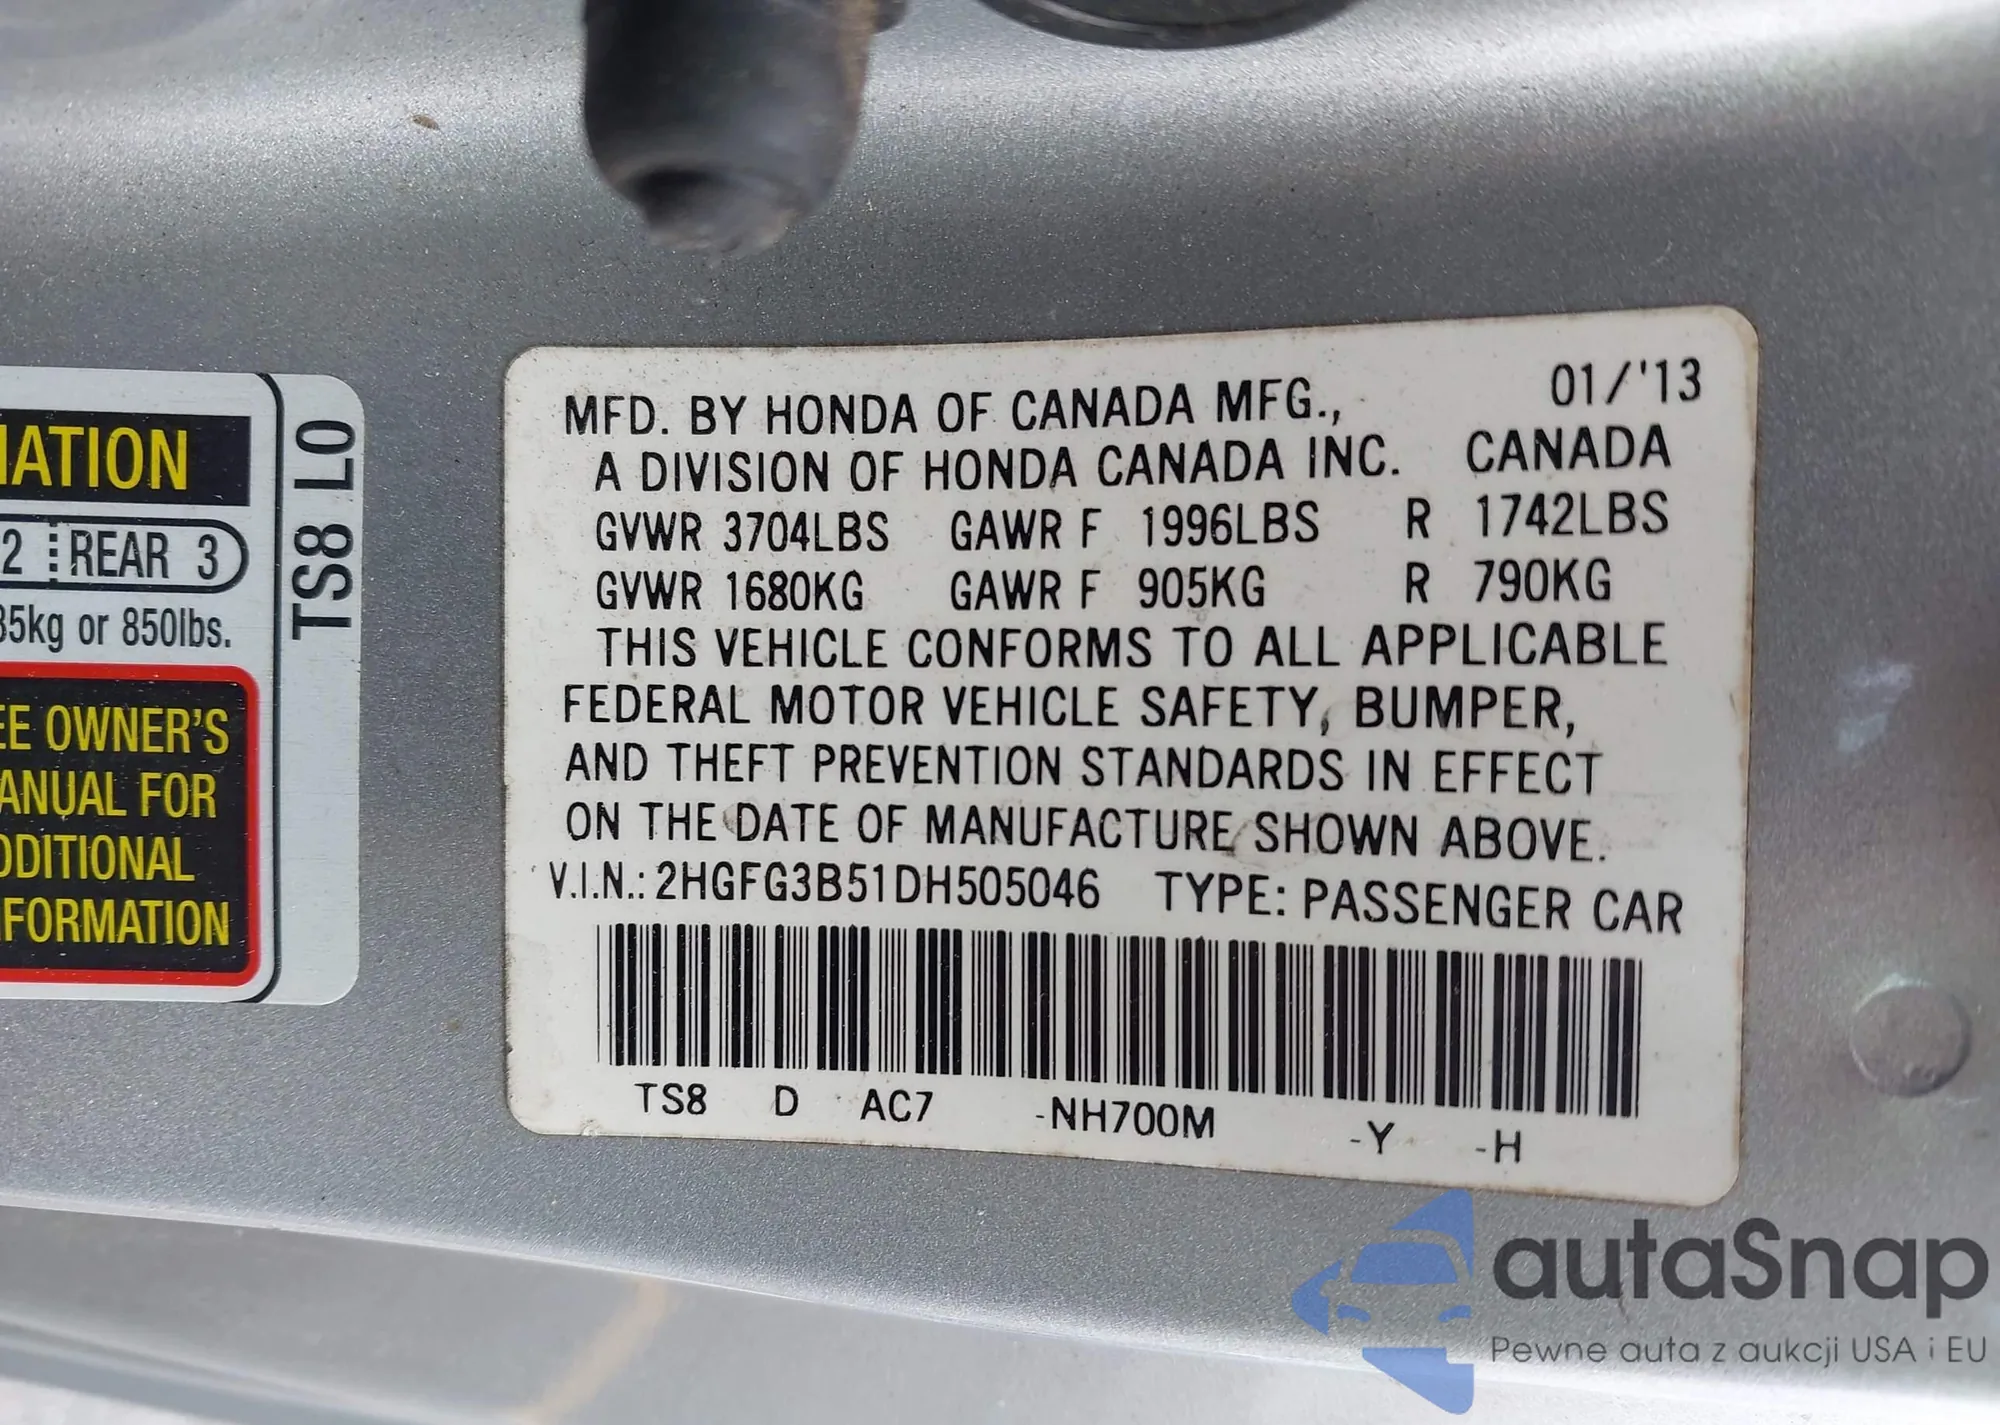 IATION
2 REAR 3
35kg or 850lbs.
EE OWNER'S
ANUAL FOR
DDITIONAL
FORMATION
TS8 L0
01/'13
MFD. BY HONDA OF CANADA MFG.,
A DIVISION OF HONDA CANADA INC. CANADA
GVWR 3704LBS GAWR F 1996LBS R 1742LBS
GVWR 1680KG GAWR F 905KG R 790KG
THIS VEHICLE CONFORMS TO ALL APPLICABLE
FEDERAL MOTOR VEHICLE SAFETY, BUMPER,
AND THEFT PREVENTION STANDARDS IN EFFECT
ON THE DATE OF MANUFACTURE SHOWN ABOVE.
V.I.N.: 2HGFG3B51DH505046 TYPE: PASSENGER CAR
TS8 D AC7 -NH700M -Y -H
autaSnap
Pewne auta z aukcji USA i EU